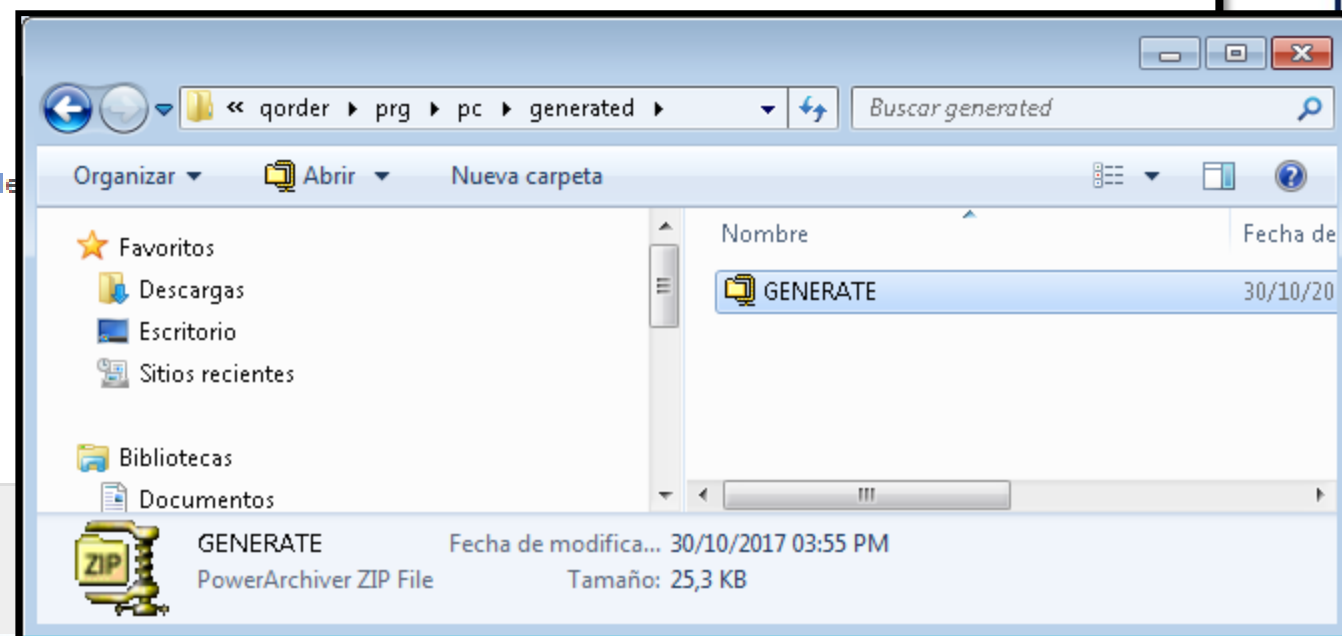 « qorder prg pc generated
Buscar generated
Organizar Abrir Nueva carpeta
Favoritos
Descargas
Escritorio
Sitios recientes
Bibliotecas
Documentos
Nombre Fecha de
GENERATE 30/10/20
ZIP
GENERATE Fecha de modifica... 30/10/2017 03:55 PM
PowerArchiver ZIP File Tamaño: 25,3 KB